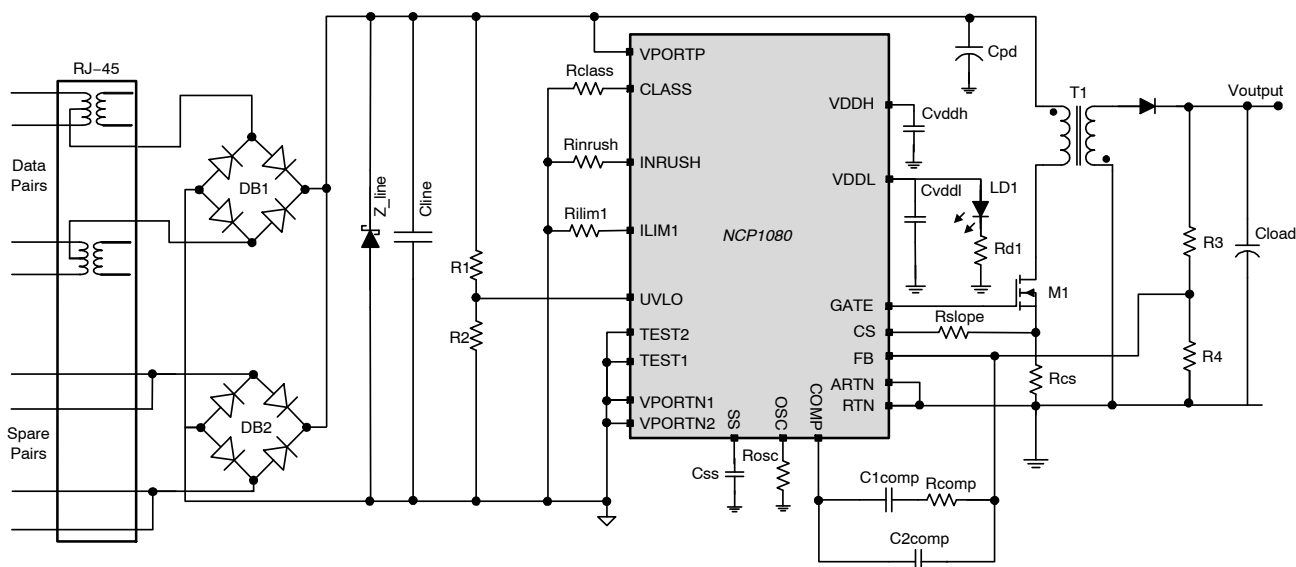 RJ–45
Data
Pairs
Spare
Pairs
DB1
DB2
Z_line
Cline
R1
R2
Rclass
Rinrush
Rilim1
VPORTP
CLASS
INRUSH
ILIM1
UVLO
TEST2
TEST1
VPORTN1
VPORTN2
NCP1080
VDDH
VDDL
GATE
CS
FB
ARTN
RTN
SS
OSC
COMP
Css
Rosc
C1comp
Rcomp
C2comp
Cpd
Cvddh
Cvddl
LD1
Rd1
Rslope
M1
Rcs
T1
Voutput
R3
R4
Cload